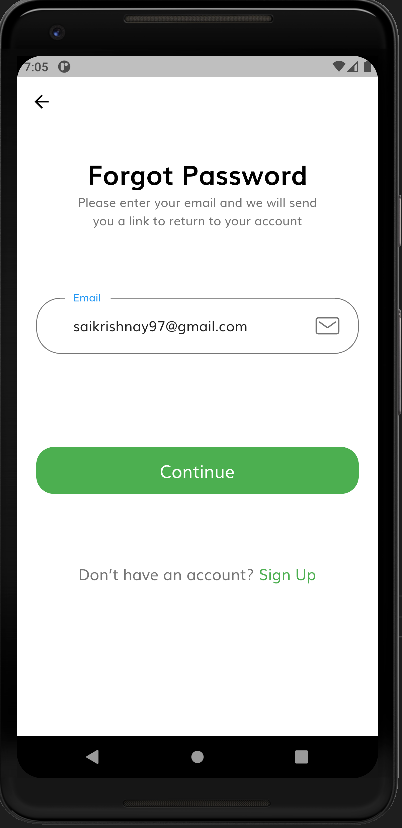 7:05
Forgot Password
Please enter your email and we will send
you a link to return to your account
Email
saikrishnay97@gmail.com
Continue
Don't have an account? Sign Up